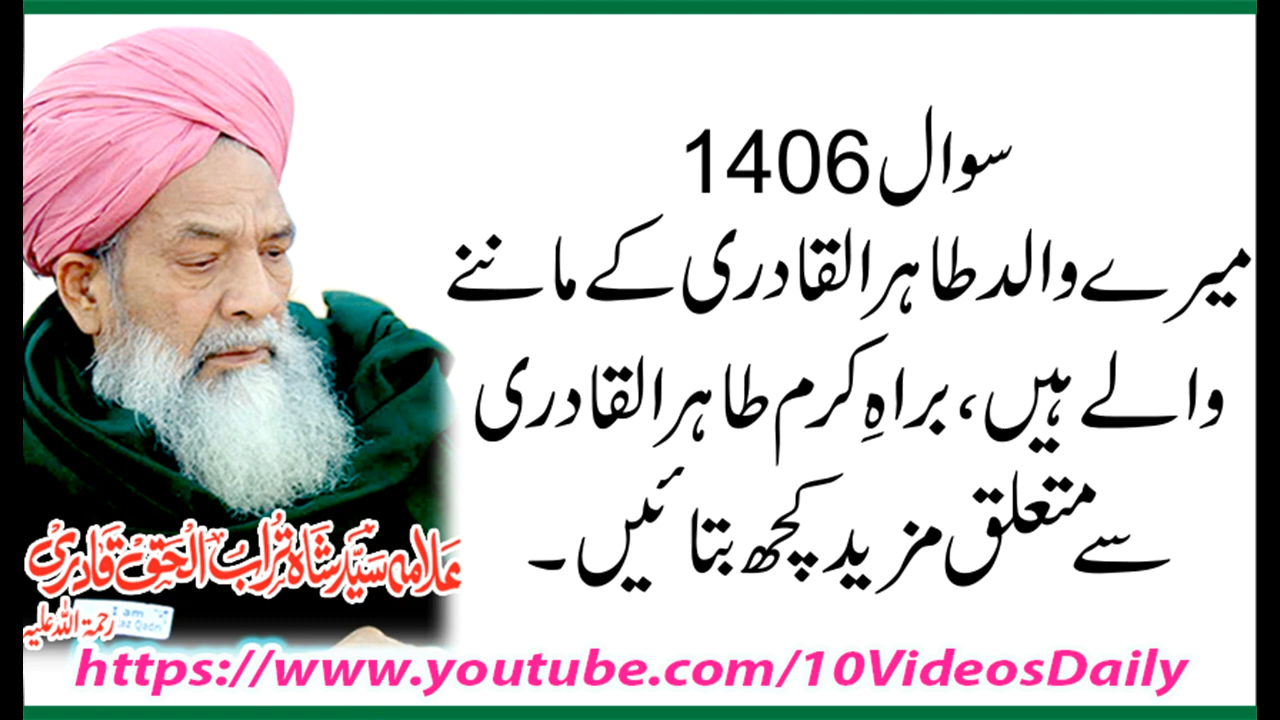 سوال 1406
میرے والد طاہر القادری کے ماننے
والے ہیں، براہِ کرم طاہر القادری
سے متعلق مزید کچھ بتائیں۔
علامہ سید شاہ تراب الحق قادری
رحمۃ اللہ علیہ
I am
https://www.youtube.com/10VideosDaily